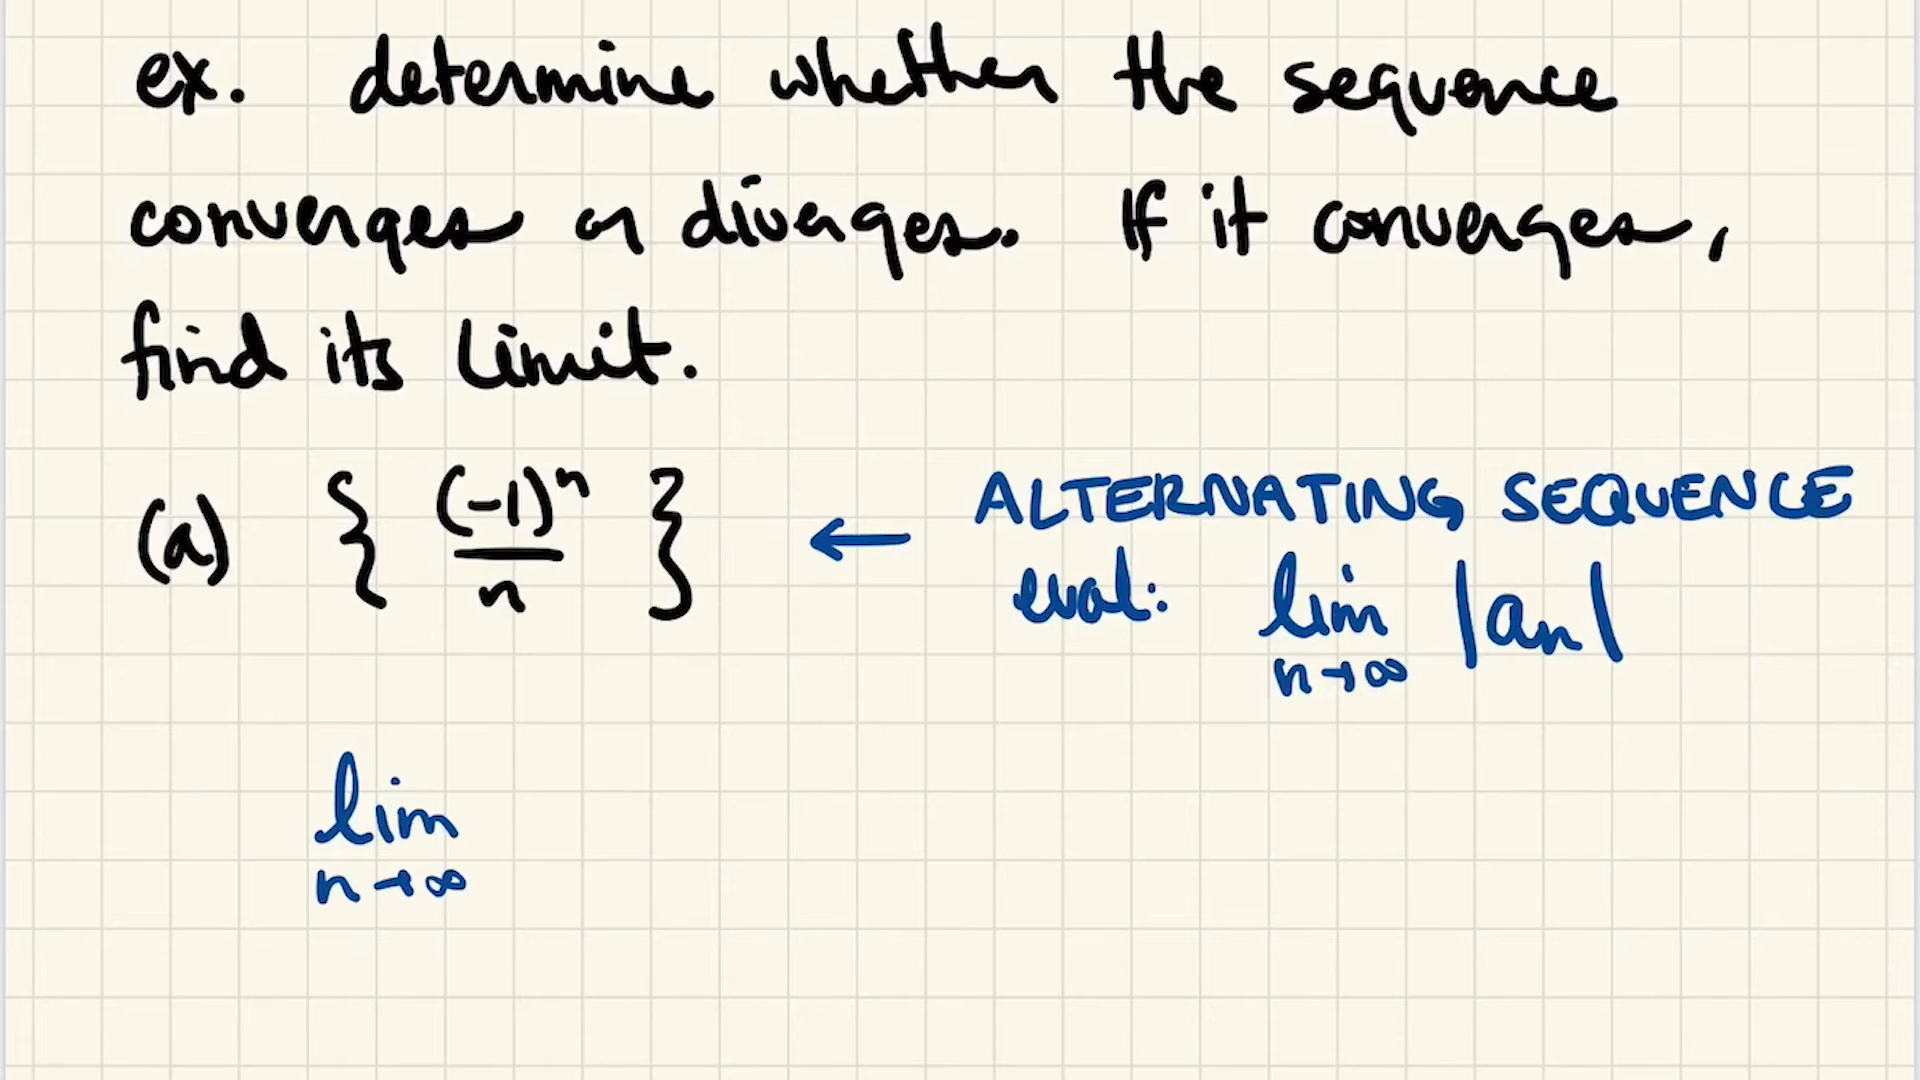 ex. determine whether the sequence
converges or diverges. If it converges,
find its limit.
(a) { (-1)^n / n } ← ALTERNATING SEQUENCE
eval: lim n→∞ |an|
lim n→∞